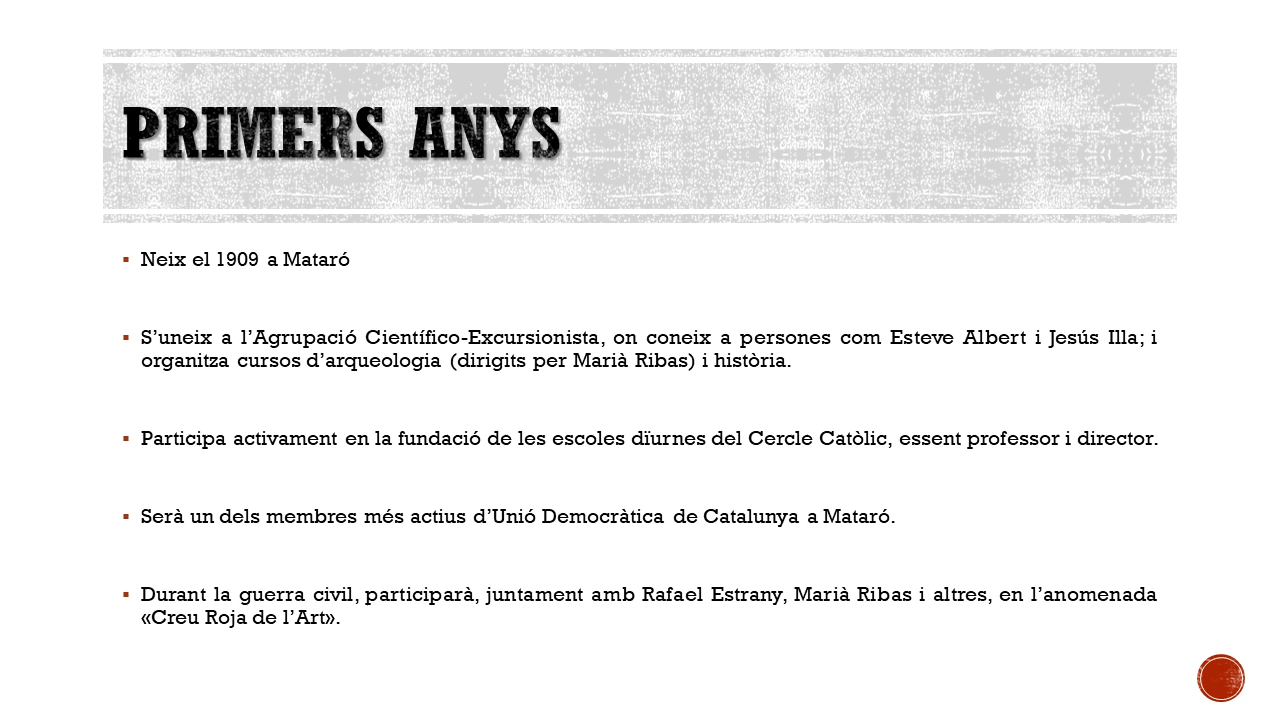 PRIMERS ANYS
▪ Neix el 1909 a Mataró
▪ S’uneix a l’Agrupació Científico-Excursionista, on coneix a persones com Esteve Albert i Jesús Illa; i
organitza cursos d’arqueologia (dirigits per Marià Ribas) i història.
▪ Participa activament en la fundació de les escoles dïurnes del Cercle Catòlic, essent professor i director.
▪ Serà un dels membres més actius d’Unió Democràtica de Catalunya a Mataró.
▪ Durant la guerra civil, participarà, juntament amb Rafael Estrany, Marià Ribas i altres, en l’anomenada
«Creu Roja de l’Art».